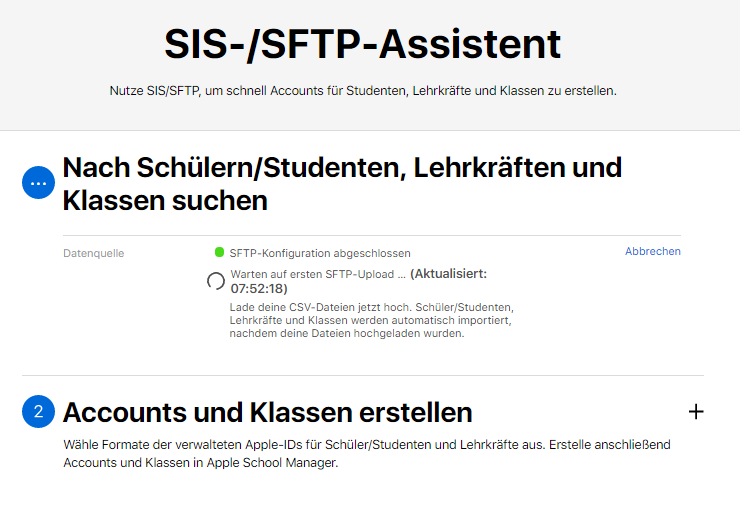 SIS-/SFTP-Assistent
Nutze SIS/SFTP, um schnell Accounts für Studenten, Lehrkräfte und Klassen zu erstellen.
Nach Schülern/Studenten, Lehrkräften und
Klassen suchen
Datenquelle
SFTP-Konfiguration abgeschlossen
Abbrechen
Warten auf ersten SFTP-Upload ... (Aktualisiert:
07:52:18)
Lade deine CSV-Dateien jetzt hoch. Schüler/Studenten,
Lehrkräfte und Klassen werden automatisch importiert,
nachdem deine Dateien hochgeladen wurden.
2 Accounts und Klassen erstellen
Wähle Formate der verwalteten Apple-IDs für Schüler/Studenten und Lehrkräfte aus. Erstelle anschließend
Accounts und Klassen in Apple School Manager.